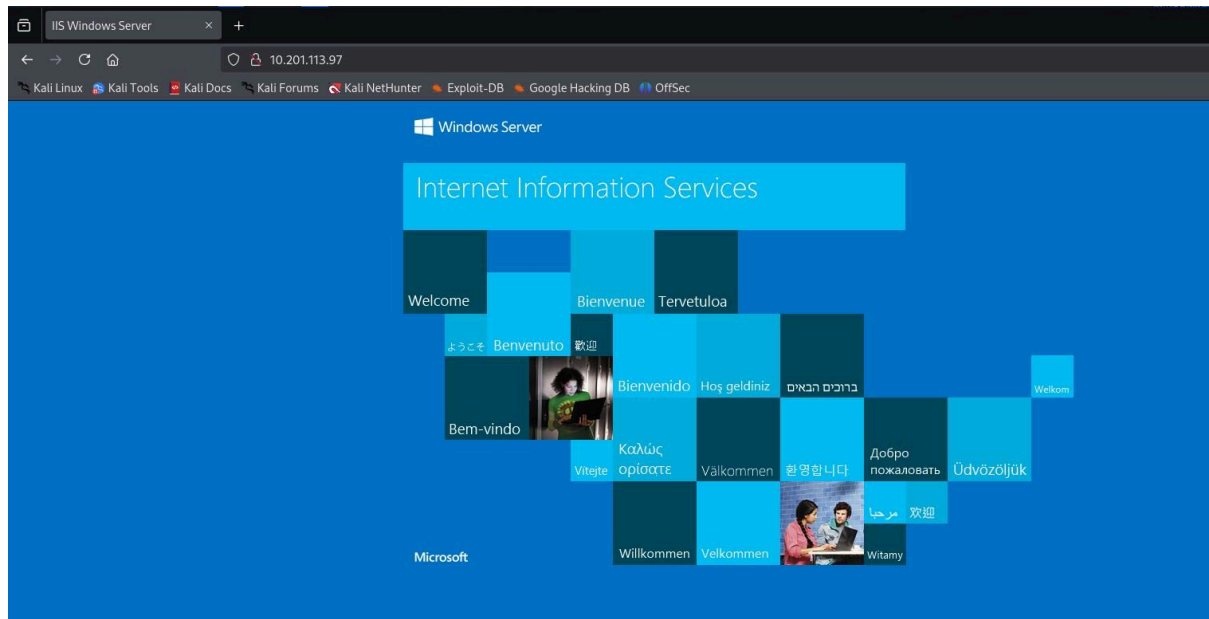 IIS Windows Server
10.201.113.97
Kali Linux Kali Tools Kali Docs Kali Forums Kali NetHunter Exploit-DB Google Hacking DB OffSec
Windows Server
Internet Information Services
Welcome
Bienvenue
Tervetuloa
ようこそ
Benvenuto
歡迎
Bienvenido
Hoş geldiniz
ברוכים הבאים
Welkom
Bem-vindo
Vítejte
Καλώς
ορίσατε
Välkommen
환영합니다
Добро
пожаловать
Üdvözöljük
مرحبا
欢迎
Microsoft
Willkommen
Velkommen
Witamy